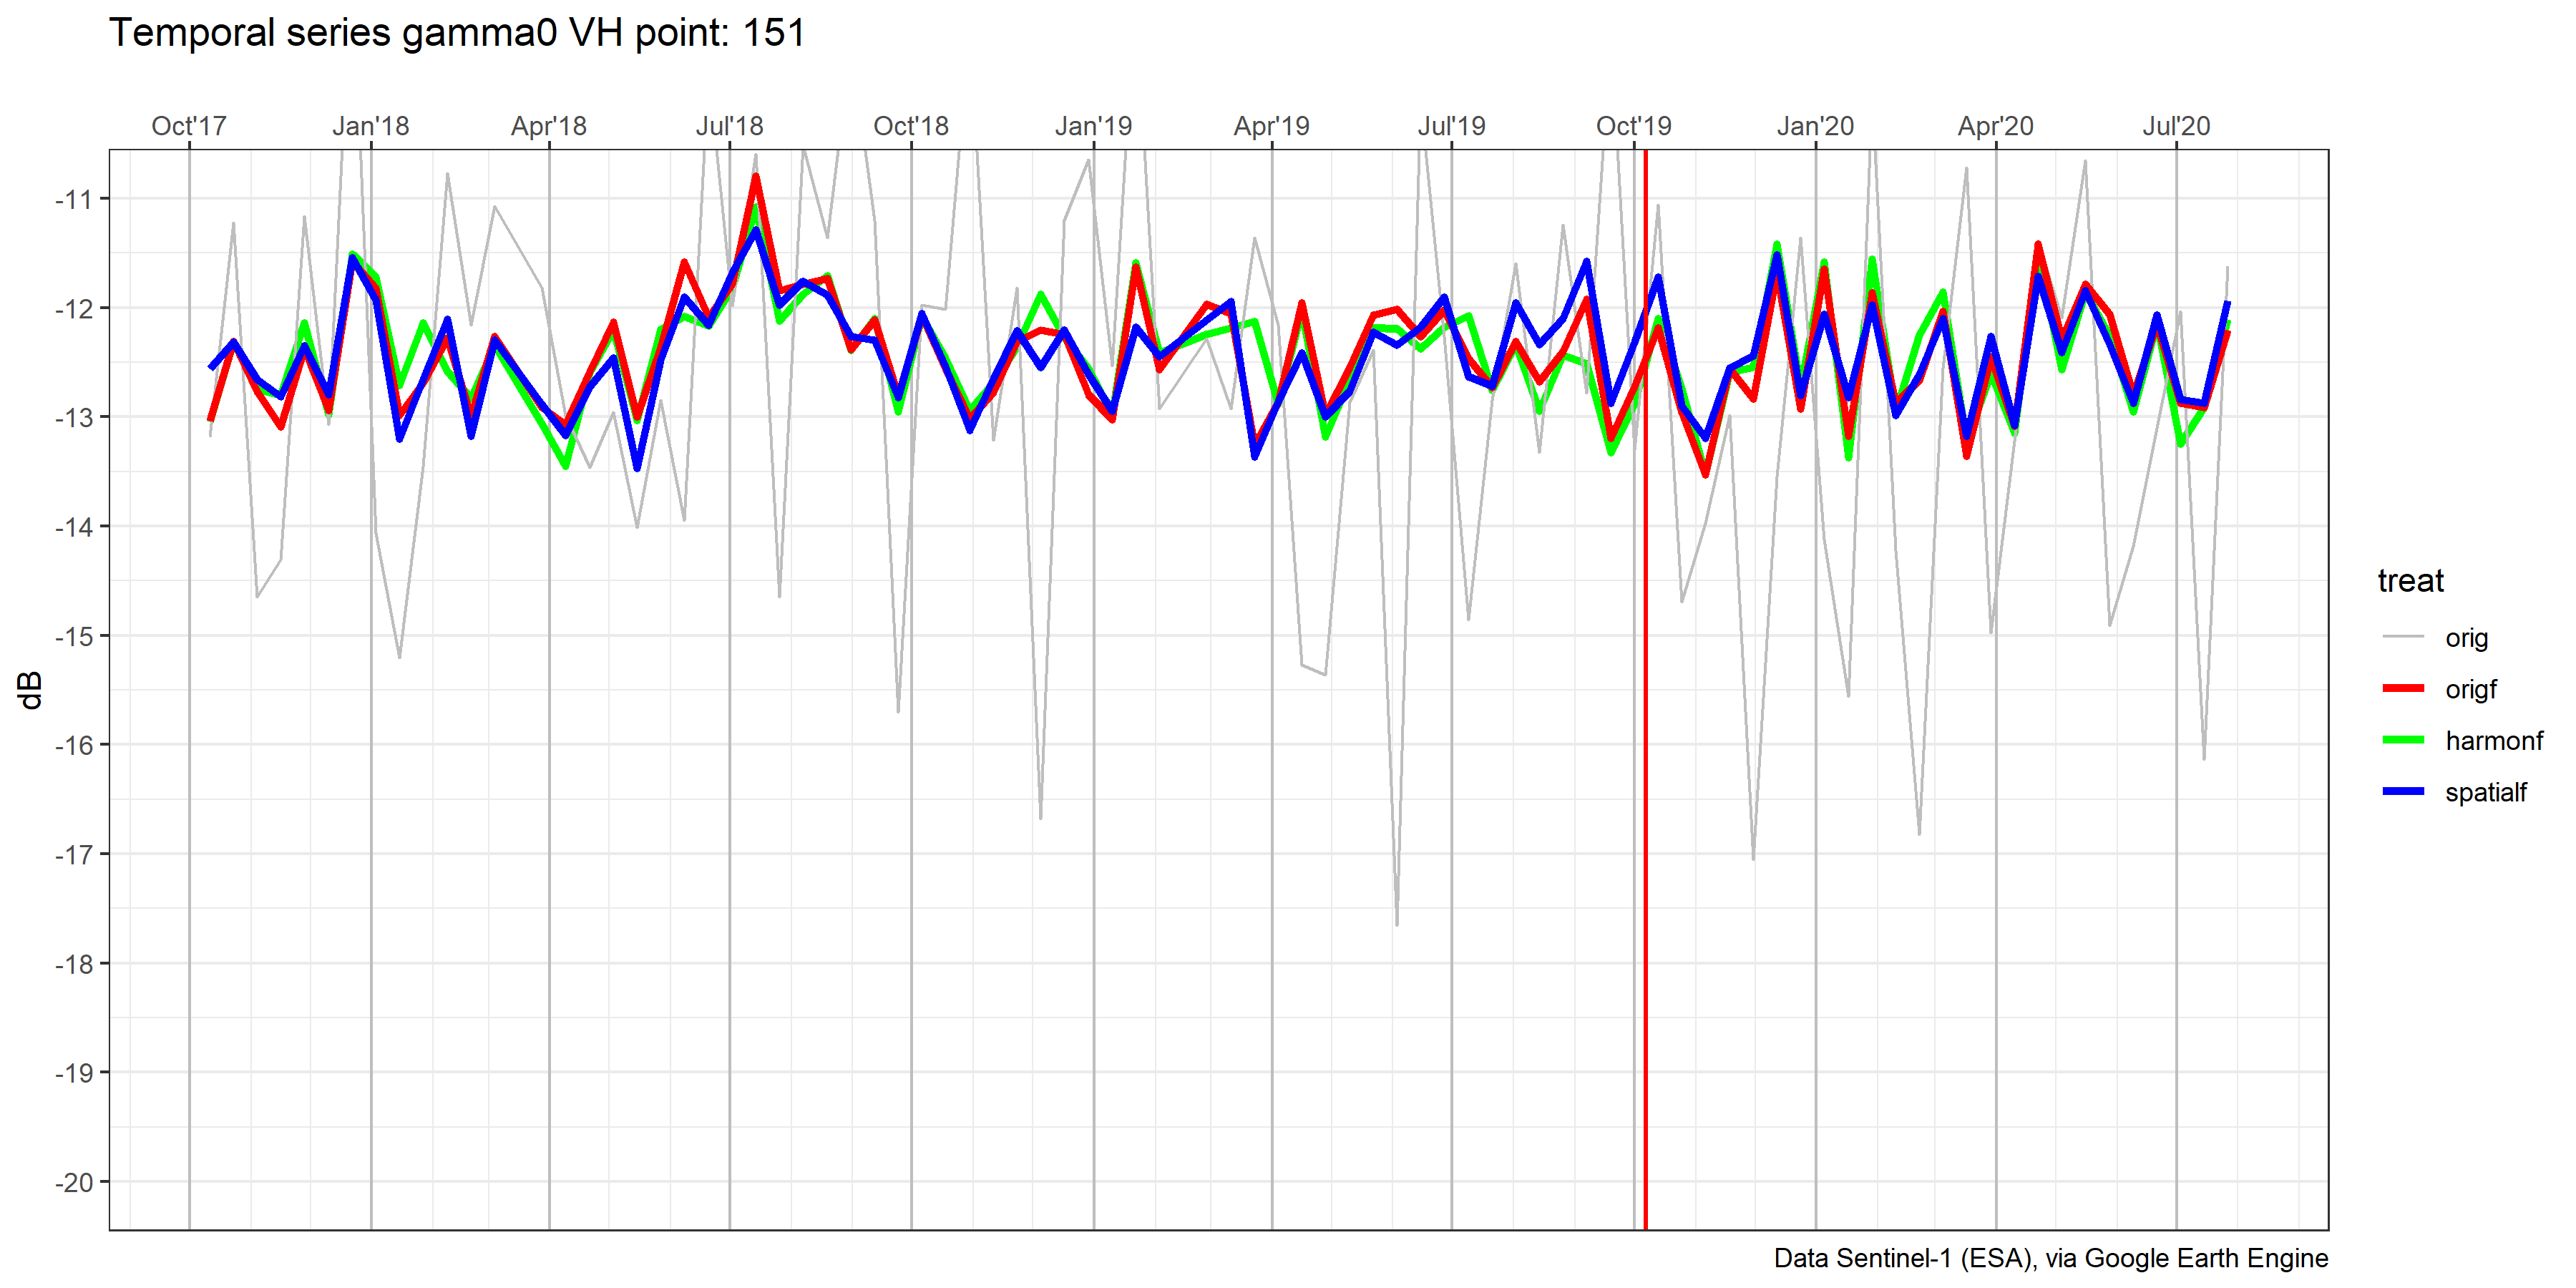 Temporal series gamma0 VH point: 151
Oct'17 Jan'18 Apr'18 Jul'18 Oct'18 Jan'19 Apr'19 Jul'19 Oct'19 Jan'20 Apr'20 Jul'20
-11
-12
-13
-14
-15
-16
-17
-18
-19
-20
dB
treat
orig
origf
harmonf
spatialf
Data Sentinel-1 (ESA), via Google Earth Engine